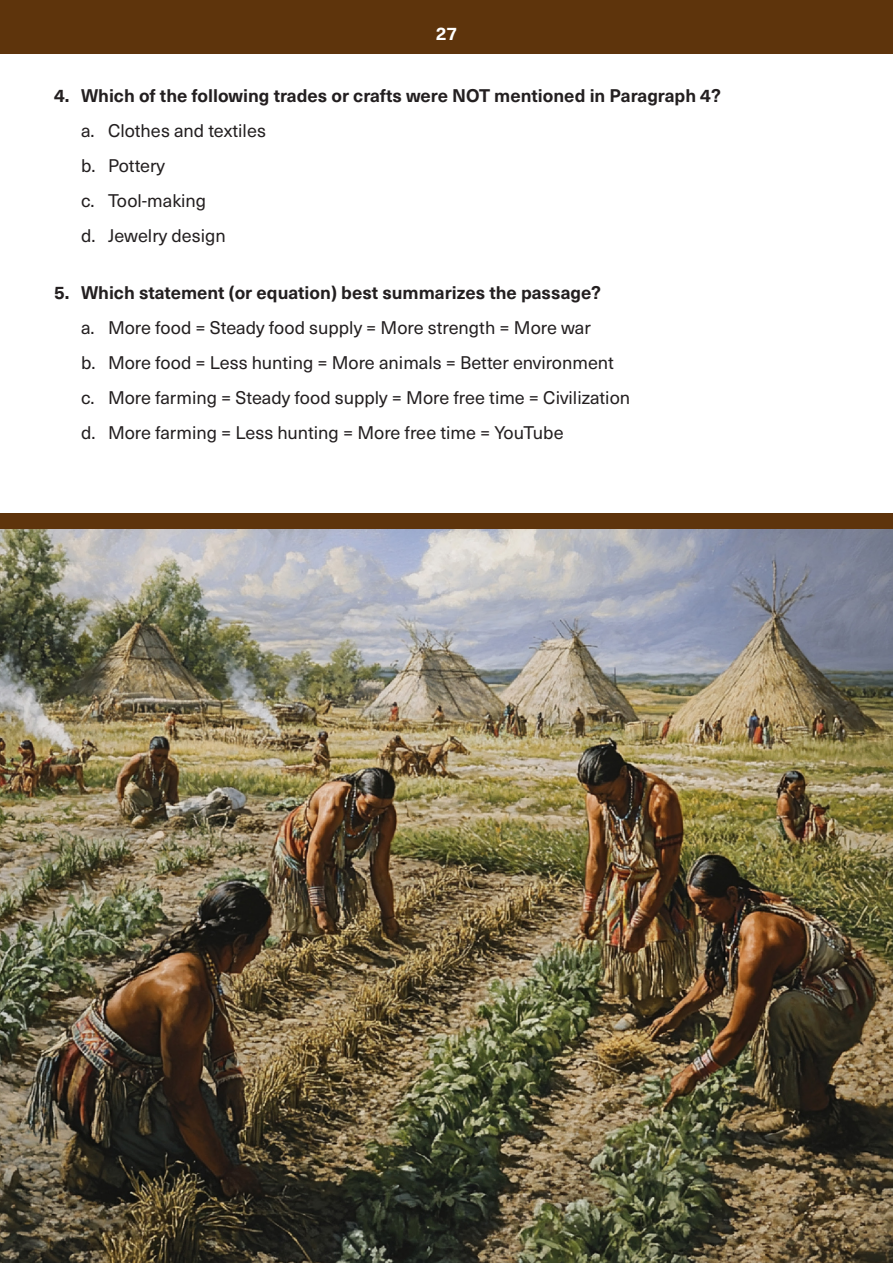 27
4. Which of the following trades or crafts were NOT mentioned in Paragraph 4?
a. Clothes and textiles
b. Pottery
c. Tool-making
d. Jewelry design
5. Which statement (or equation) best summarizes the passage?
a. More food = Steady food supply = More strength = More war
b. More food = Less hunting = More animals = Better environment
c. More farming = Steady food supply = More free time = Civilization
d. More farming = Less hunting = More free time = YouTube